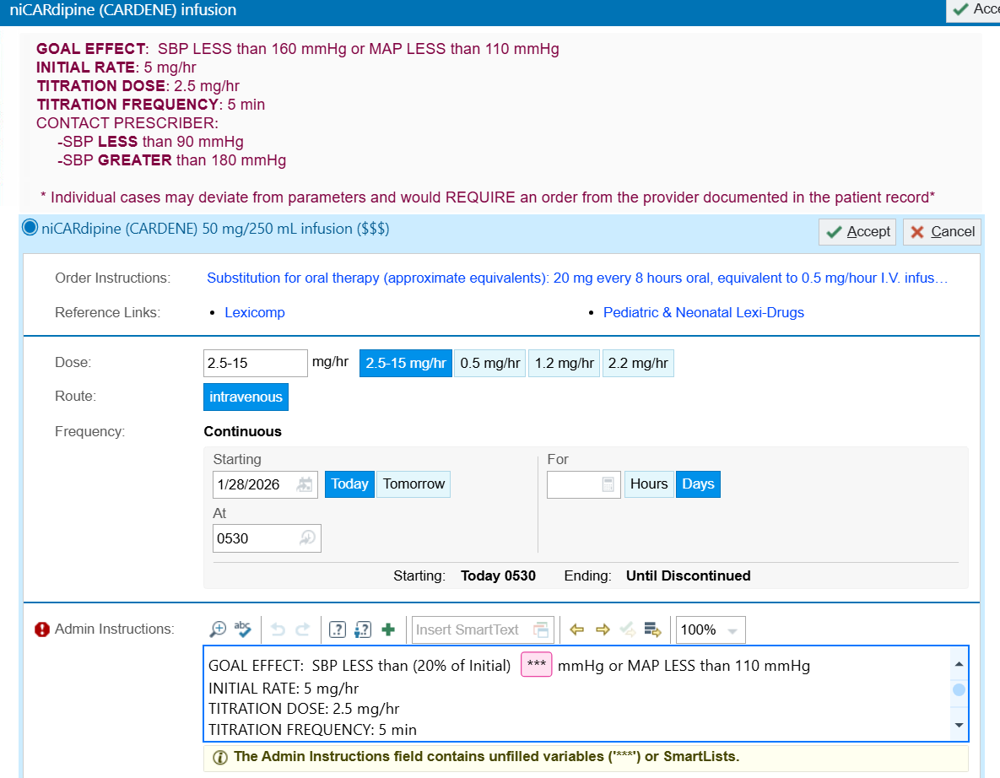 niCARdipine (CARDENE) infusion
Acce
GOAL EFFECT: SBP LESS than 160 mmHg or MAP LESS than 110 mmHg
INITIAL RATE: 5 mg/hr
TITRATION DOSE: 2.5 mg/hr
TITRATION FREQUENCY: 5 min
CONTACT PRESCRIBER:
-SBP LESS than 90 mmHg
-SBP GREATER than 180 mmHg
* Individual cases may deviate from parameters and would REQUIRE an order from the provider documented in the patient record*
niCARdipine (CARDENE) 50 mg/250 mL infusion ($$$)
Accept Cancel
Order Instructions: Substitution for oral therapy (approximate equivalents): 20 mg every 8 hours oral, equivalent to 0.5 mg/hour I.V. infus…
Reference Links: • Lexicomp • Pediatric & Neonatal Lexi-Drugs
Dose: 2.5-15 mg/hr 2.5-15 mg/hr 0.5 mg/hr 1.2 mg/hr 2.2 mg/hr
Route: intravenous
Frequency: Continuous
Starting For
1/28/2026 Today Tomorrow Hours Days
At
0530
Starting: Today 0530 Ending: Until Discontinued
Admin Instructions: abc Insert SmartText 100%
GOAL EFFECT: SBP LESS than (20% of Initial) *** mmHg or MAP LESS than 110 mmHg
INITIAL RATE: 5 mg/hr
TITRATION DOSE: 2.5 mg/hr
TITRATION FREQUENCY: 5 min
The Admin Instructions field contains unfilled variables ('***') or SmartLists.